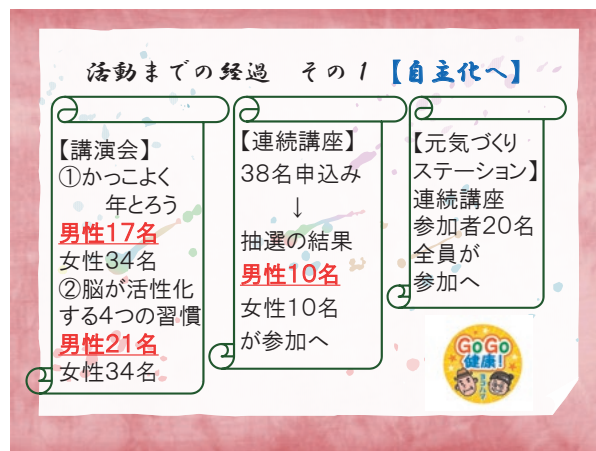 活動までの経過　その１【自主化へ】
【講演会】
①かっこよく
年とろう
男性17名
女性34名
②脳が活性化
する4つの習慣
男性21名
女性34名
【連続講座】
38名申込み
↓
抽選の結果
男性10名
女性10名
が参加へ
【元気づくり
ステーション】
連続講座
参加者20名
全員が
参加へ
GoGo
健康!
ヨコハマ